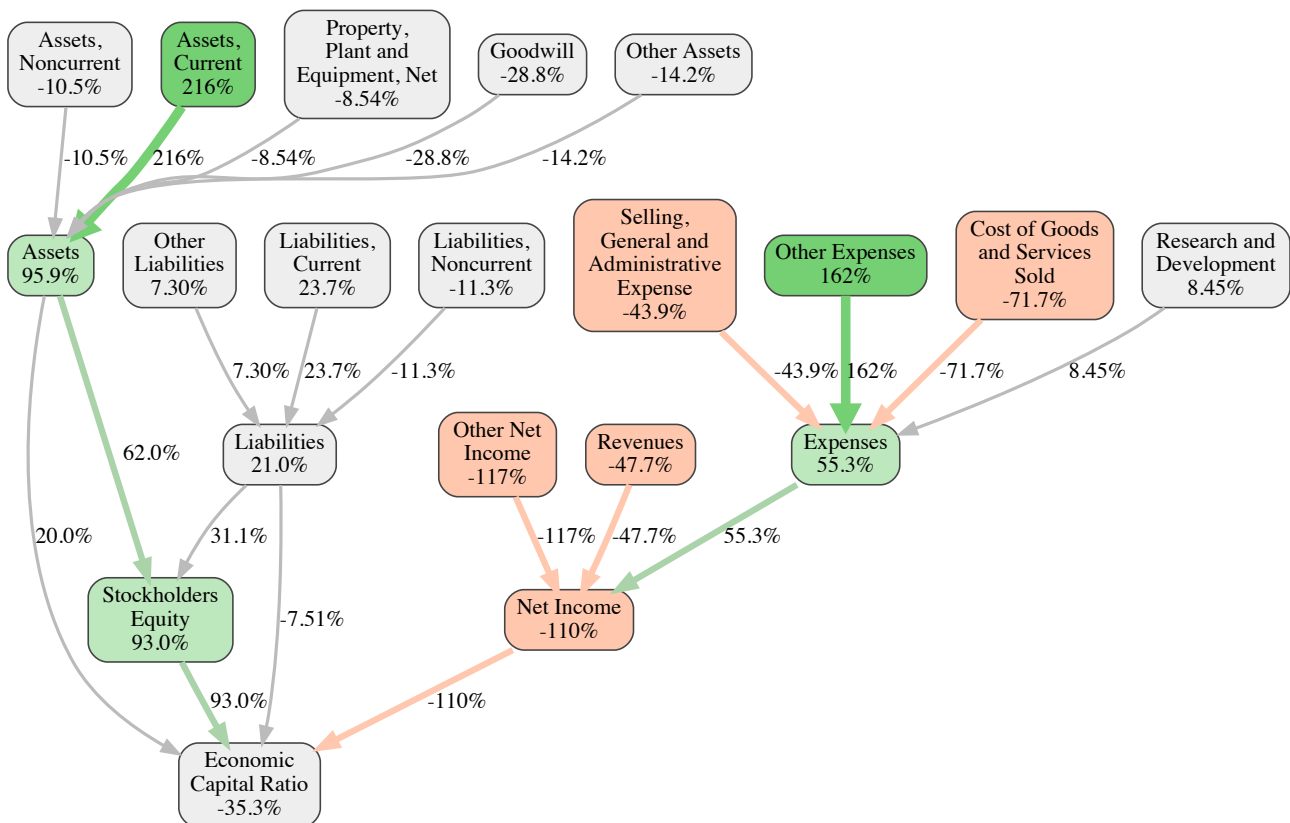 Assets,
Noncurrent
-10.5%
Assets,
Current
216%
Property,
Plant and
Equipment, Net
-8.54%
Goodwill
-28.8%
Other Assets
-14.2%
-10.5%
216%
-8.54%
-28.8%
-14.2%
Assets
95.9%
Other
Liabilities
7.30%
Liabilities,
Current
23.7%
Liabilities,
Noncurrent
-11.3%
Selling,
General and
Administrative
Expense
-43.9%
Other Expenses
162%
Cost of Goods
and Services
Sold
-71.7%
Research and
Development
8.45%
7.30%
23.7%
-11.3%
-43.9%
162%
-71.7%
8.45%
62.0%
Liabilities
21.0%
Other Net
Income
-117%
Revenues
-47.7%
Expenses
55.3%
20.0%
31.1%
-117%
-47.7%
55.3%
Stockholders
Equity
93.0%
-7.51%
Net Income
-110%
93.0%
-110%
Economic
Capital Ratio
-35.3%